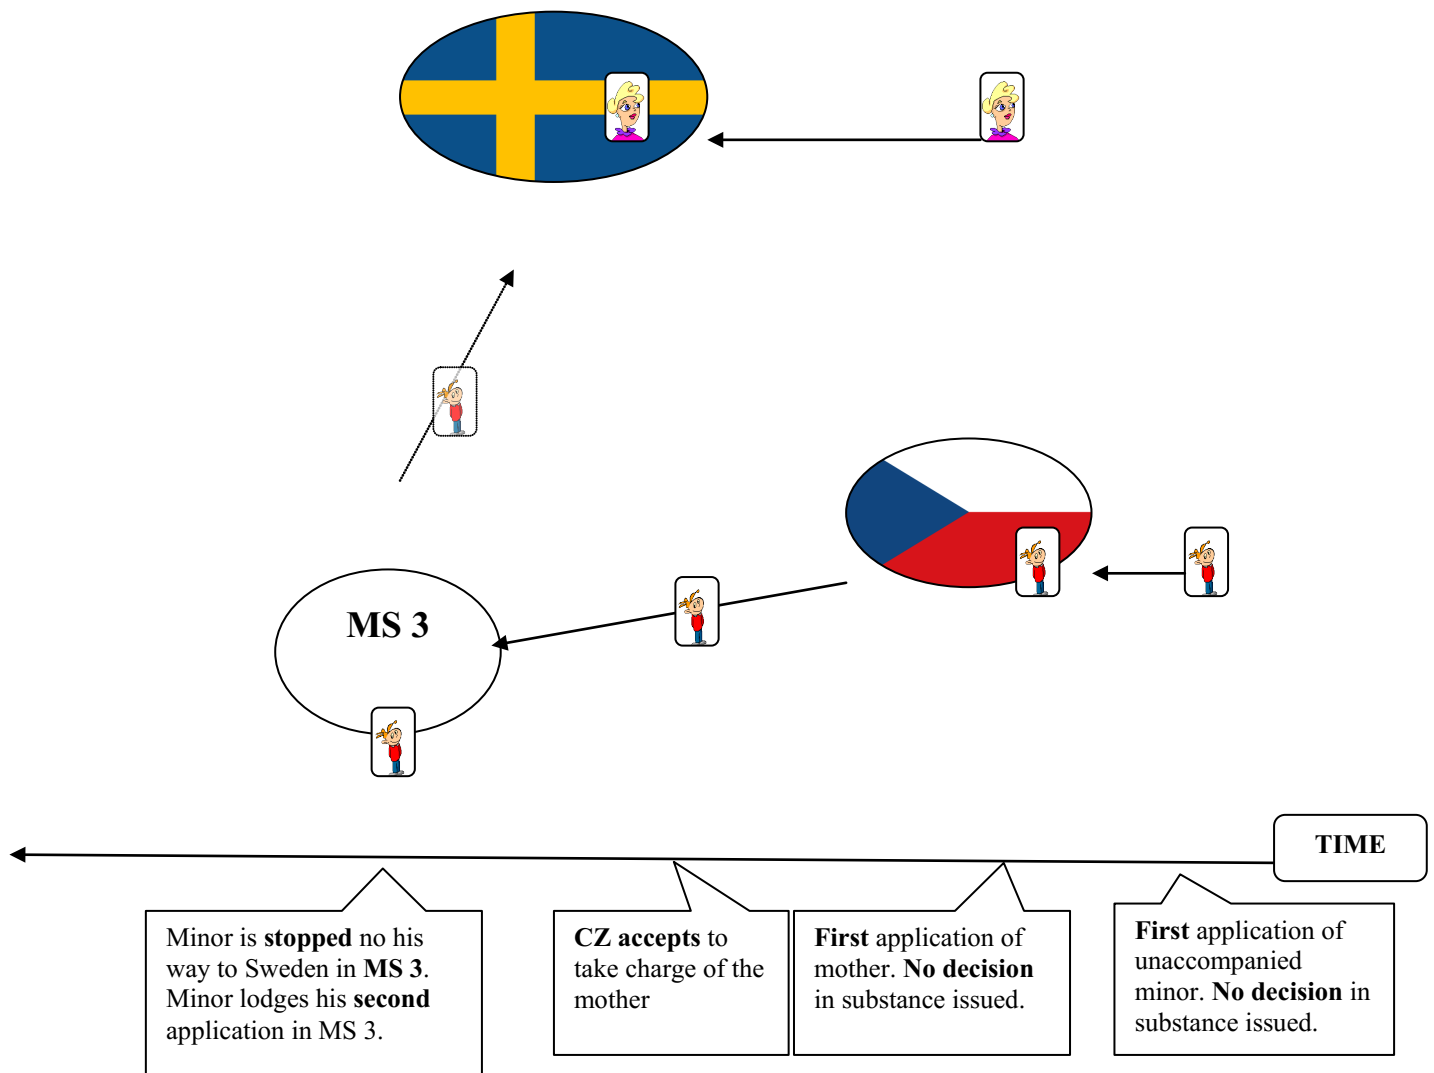 MS 3
TIME
Minor is stopped no his
way to Sweden in MS 3.
Minor lodges his second
application in MS 3.
CZ accepts to
take charge of the
mother
First application of
mother. No decision
in substance issued.
First application of
unaccompanied
minor. No decision in
substance issued.